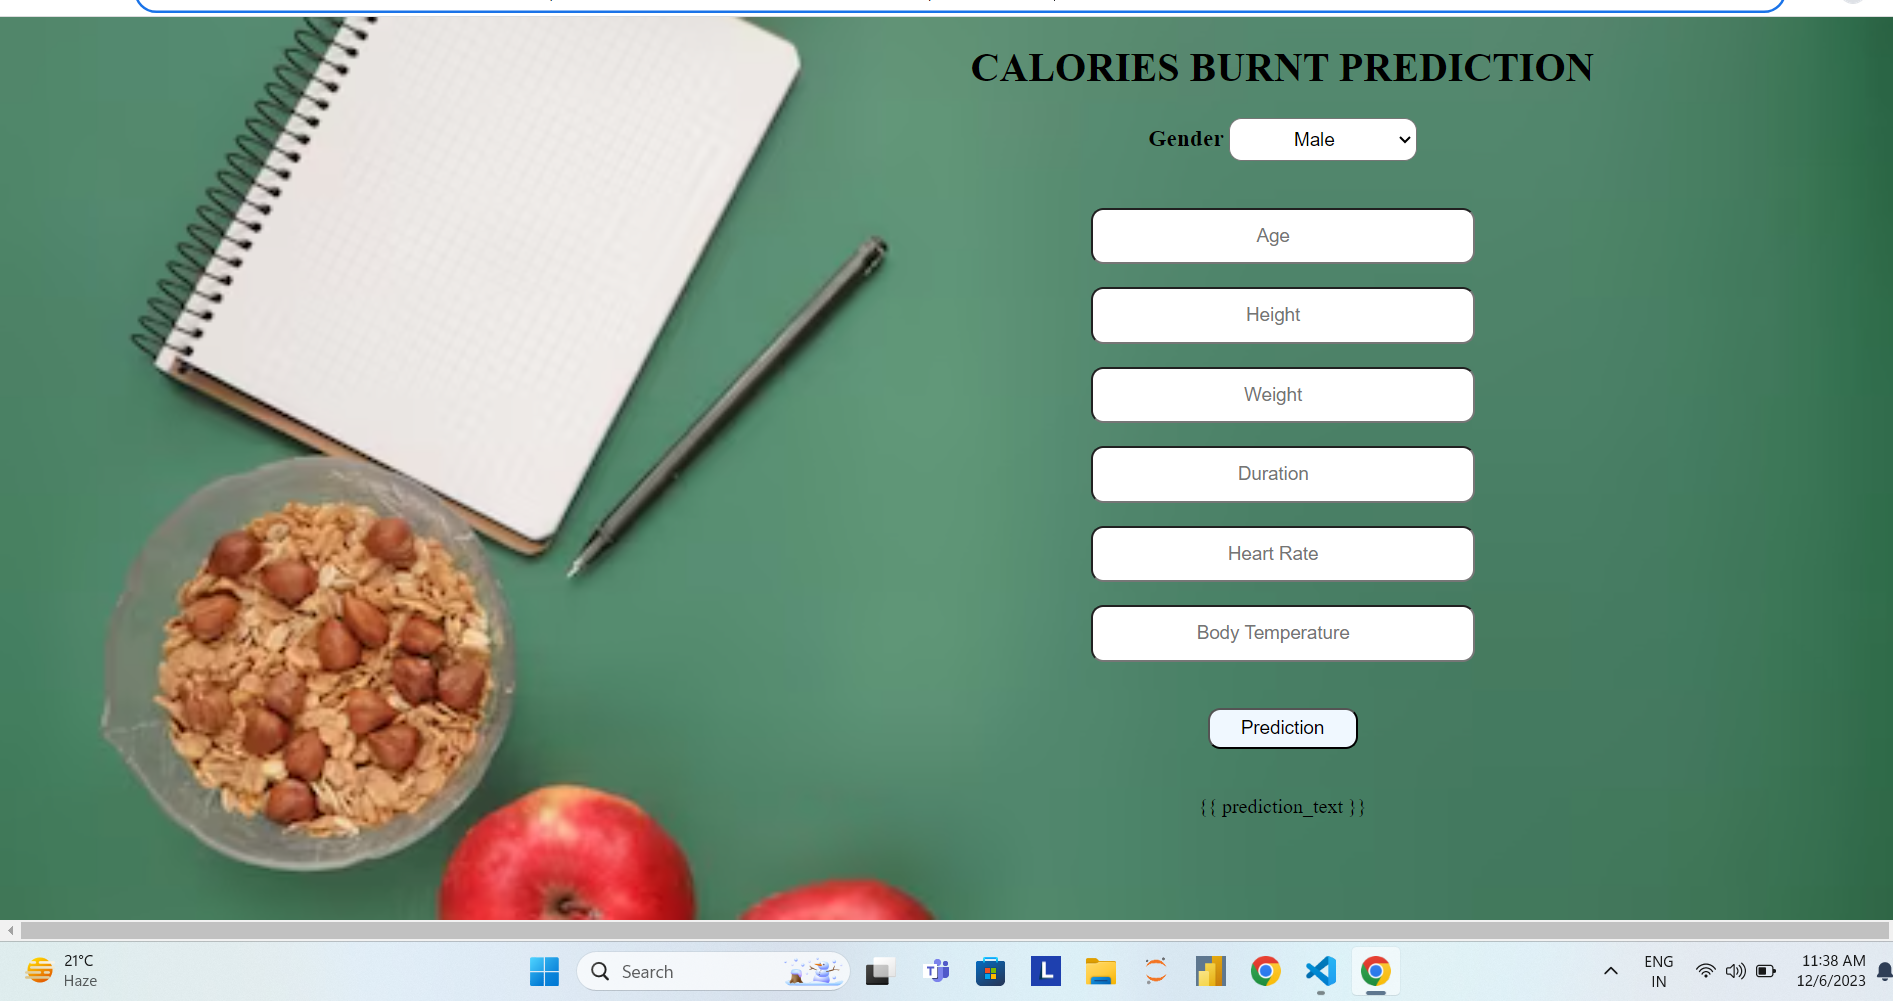 CALORIES BURNT PREDICTION
Gender Male
Age
Height
Weight
Duration
Heart Rate
Body Temperature
Prediction
{{ prediction_text }}
21°C
Haze
Search
T
L
ENG
IN
11:38 AM
12/6/2023